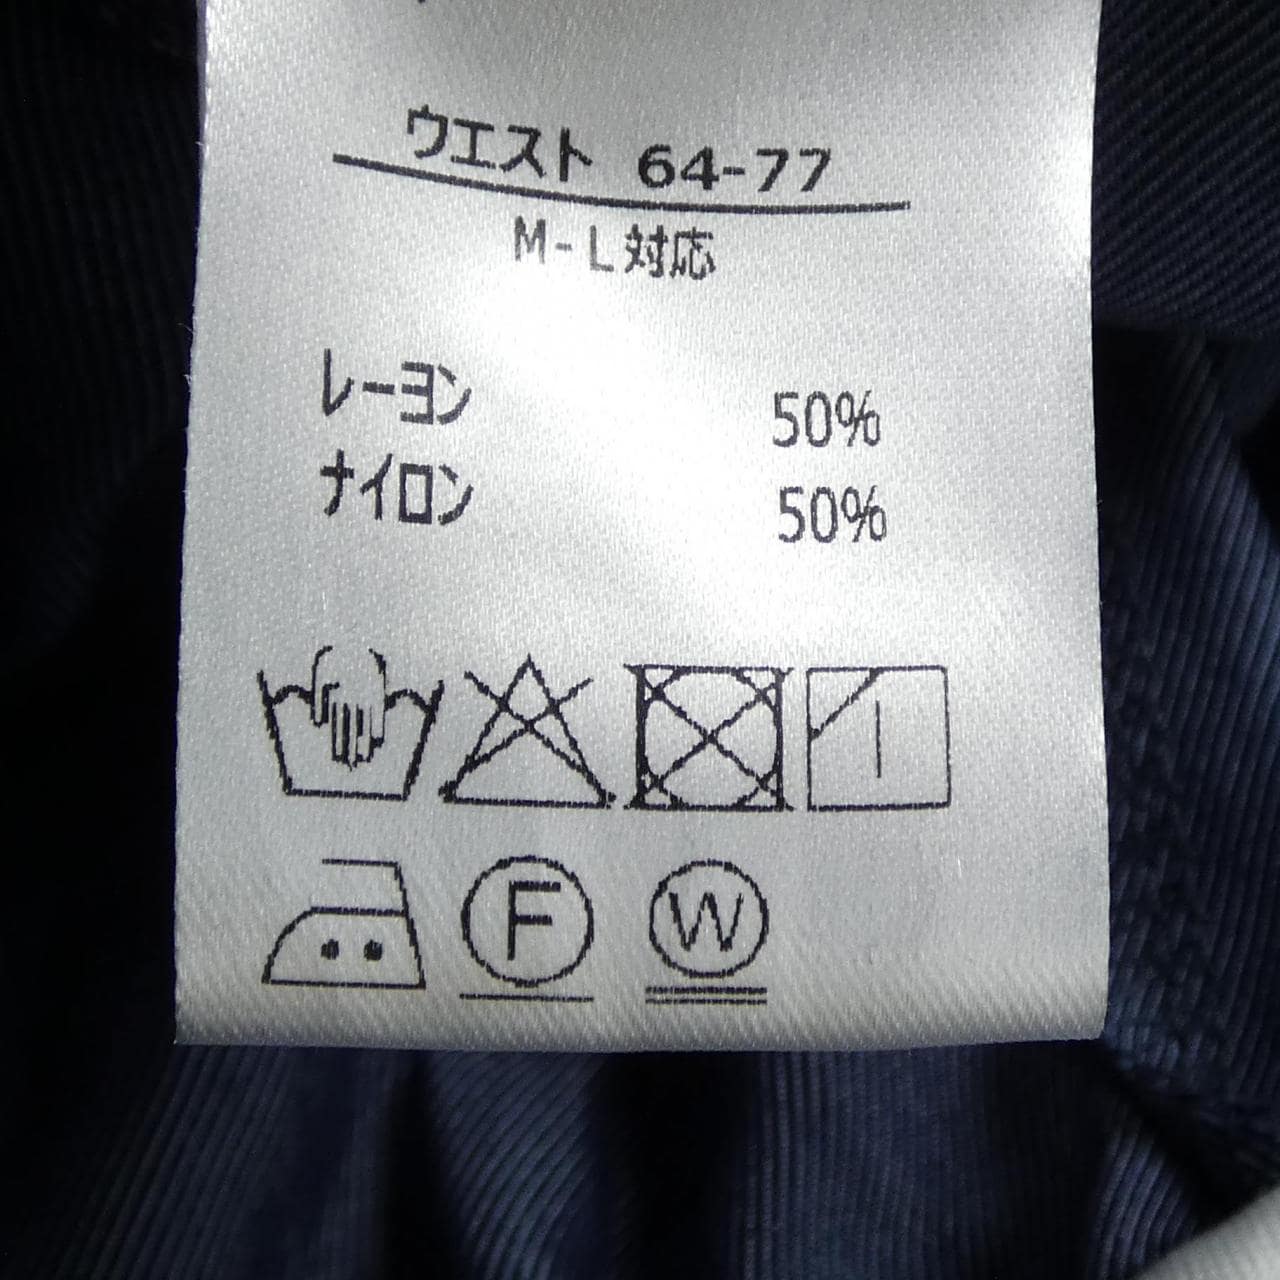 ウエスト 64-77
M-L対応
レーヨン 50%
ナイロン 50%
F W